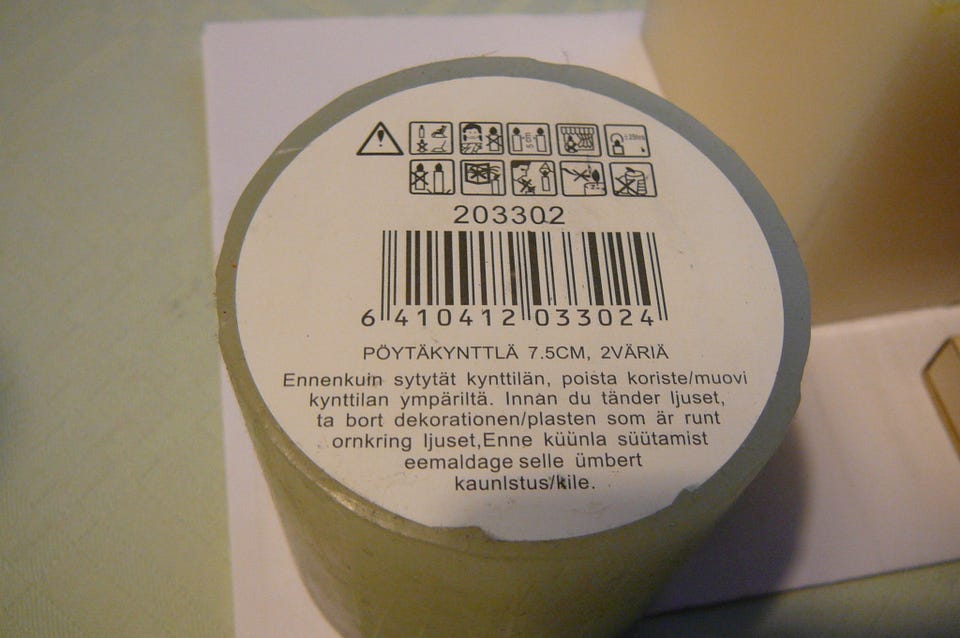 203302
6 410412 033024
PÖYTÄKYNTTLÄ 7.5CM, 2VÄRIÄ
Ennenkuin sytytät kynttilän, poista koriste/muovi
kynttilan ympäriltä. Innan du tänder ljuset,
ta bort dekorationen/plasten som är runt
ornkring ljuset,Enne küünla süütamist
eemaldage selle ümbert
kaunlstus/kile.